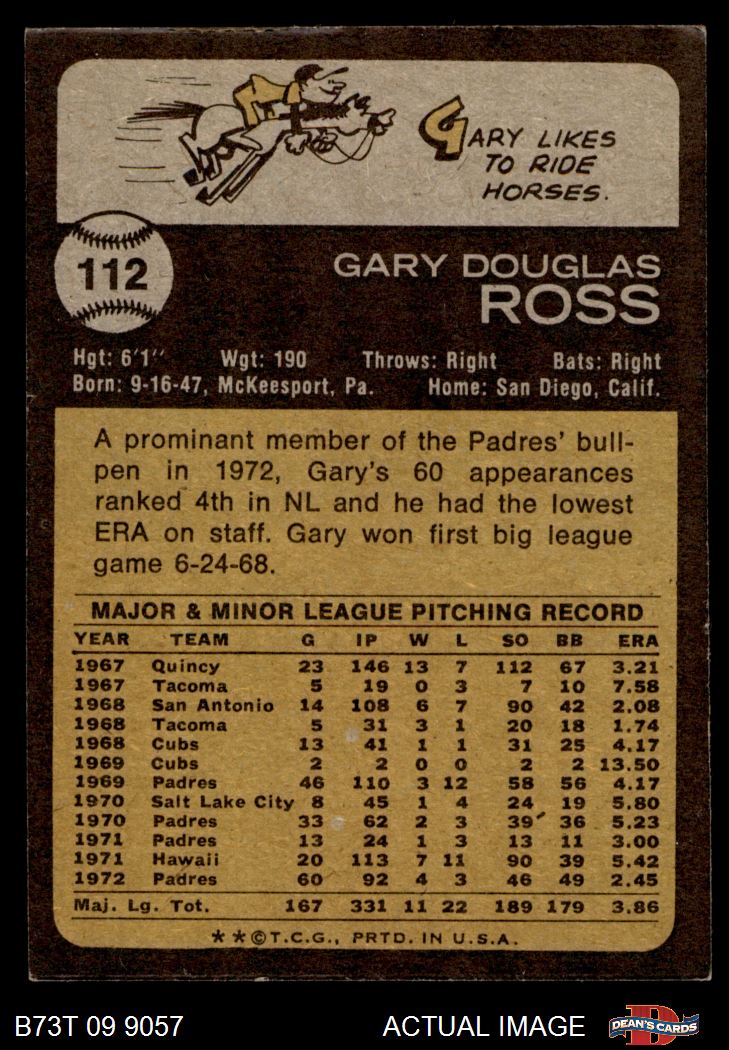 GARY LIKES
TO RIDE
HORSES.
112
GARY DOUGLAS
ROSS
Hgt: 6'1" Wgt: 190 Throws: Right Bats: Right
Born: 9-16-47, McKeesport, Pa. Home: San Diego, Calif.
A prominant member of the Padres' bull-
pen in 1972, Gary's 60 appearances
ranked 4th in NL and he had the lowest
ERA on staff. Gary won first big league
game 6-24-68.
MAJOR & MINOR LEAGUE PITCHING RECORD
YEAR TEAM G IP W L SO BB ERA
1967 Quincy 23 146 13 7 112 67 3.21
1967 Tacoma 5 19 0 3 7 10 7.58
1968 San Antonio 14 108 6 7 90 42 2.08
1968 Tacoma 5 31 3 1 20 18 1.74
1968 Cubs 13 41 1 1 31 25 4.17
1969 Cubs 2 2 0 0 2 2 13.50
1969 Padres 46 110 3 12 58 56 4.17
1970 Salt Lake City 8 45 1 4 24 19 5.80
1970 Padres 33 62 2 3 39 36 5.23
1971 Padres 13 24 1 3 13 11 3.00
1971 Hawaii 20 113 7 11 90 39 5.42
1972 Padres 60 92 4 3 46 49 2.45
Maj. Lg. Tot. 167 331 11 22 189 179 3.86
**©T.C.G., PRTD. IN U.S.A.
B73T 09 9057 ACTUAL IMAGE D DEAN'S CARDS